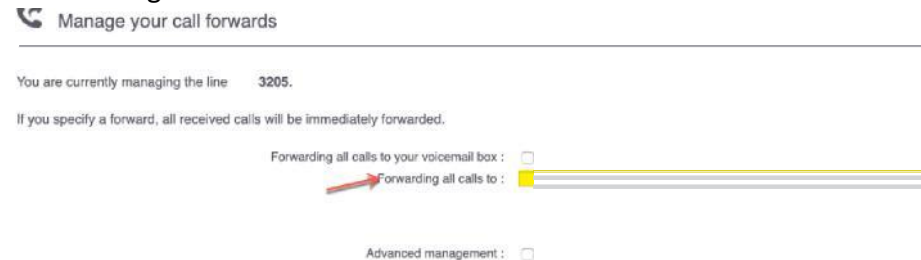 Manage your call forwards
You are currently managing the line 3205.
If you specify a forward, all received calls will be immediately forwarded.
Forwarding all calls to your voicemail box :
Forwarding all calls to :
Advanced management :